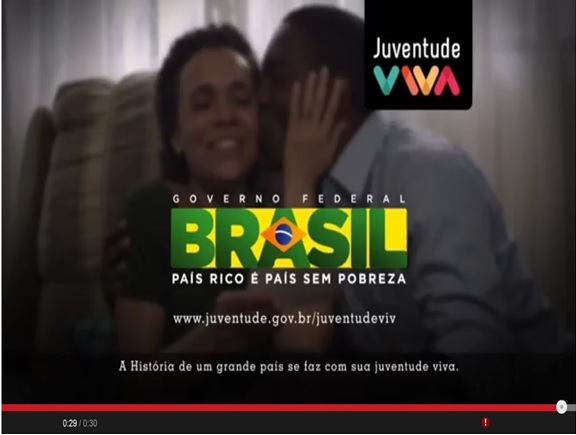 Juventude
VIVA
GOVERNO FEDERAL
BRASIL
PAÍS RICO É PAÍS SEM POBREZA
www.juventude.gov.br/juventudeviv
A História de um grande país se faz com sua juventude viva.
0:29 / 0:30